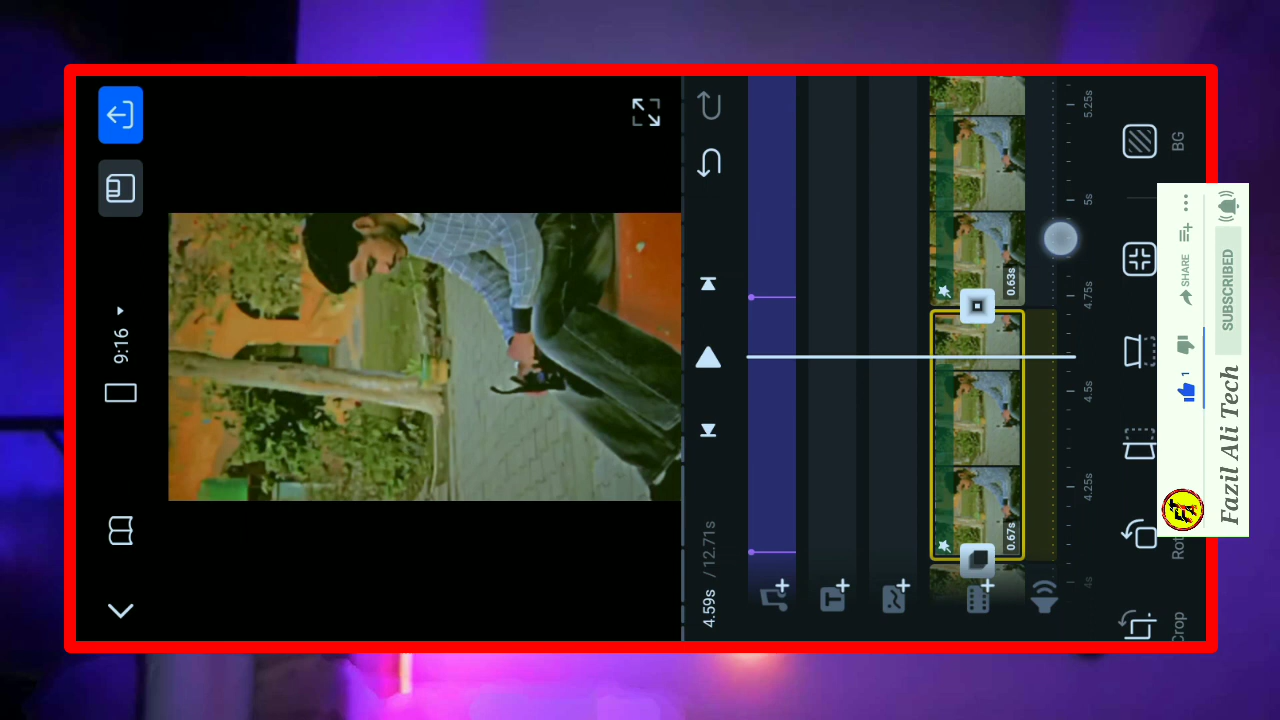 9:16
4.59s / 12.71s
0.63s
0.67s
5.25s
5s
4.75s
4.5s
4.25s
4s
BG
Rot
Crop
SHARE
1
SUBSCRIBED
Fazil Ali Tech